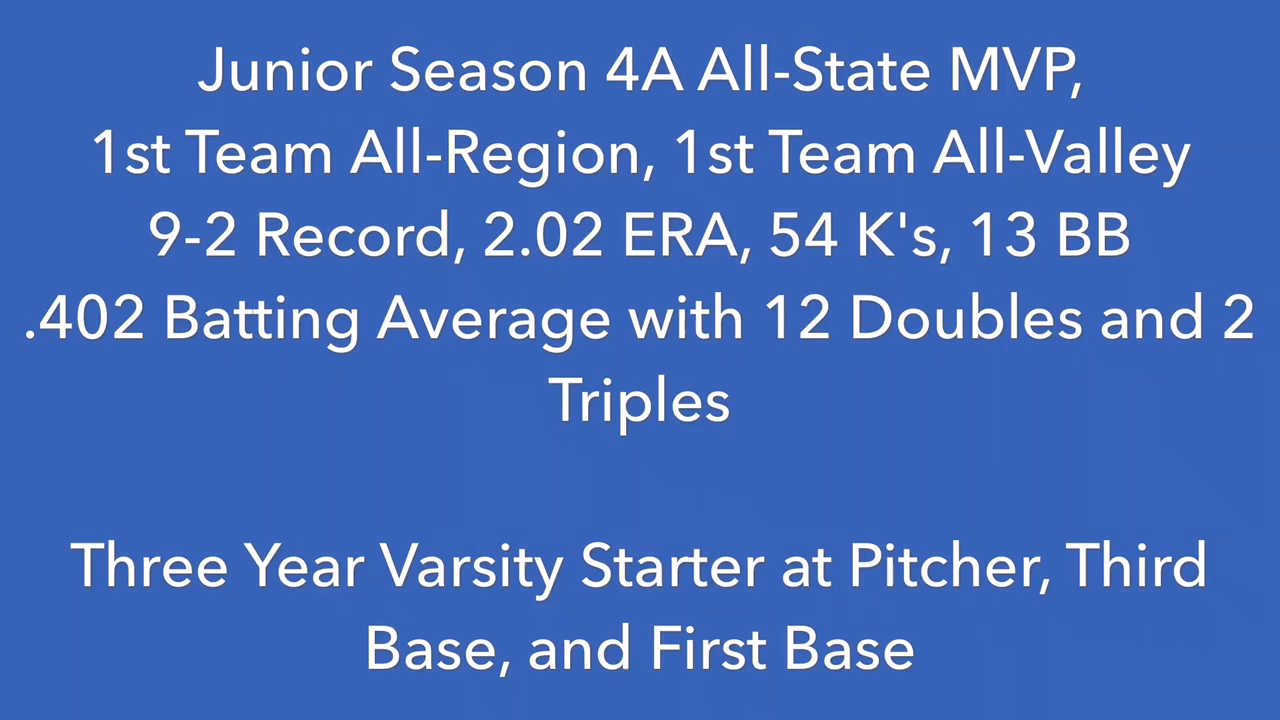 Junior Season 4A All-State MVP,
1st Team All-Region, 1st Team All-Valley
9-2 Record, 2.02 ERA, 54 K's, 13 BB
.402 Batting Average with 12 Doubles and 2
Triples
Three Year Varsity Starter at Pitcher, Third
Base, and First Base